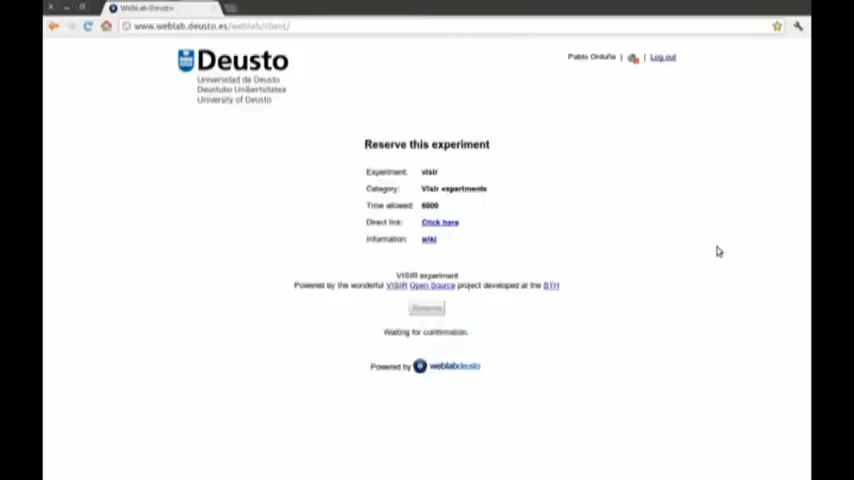 WebLab-Deusto
www.weblab.deusto.es/weblab/client/
Deusto
Universidad de Deusto
Deustuko Unibertsitatea
University of Deusto
Pablo Orduña | | Log out
Reserve this experiment
Experiment: visir
Category: Visir experiments
Time allowed: 6000
Direct link: Click here
Information: wiki
VISIR experiment
Powered by the wonderful VISIR Open Source project developed at the BTH
Reserve
Waiting for confirmation.
Powered by weblabdeusto